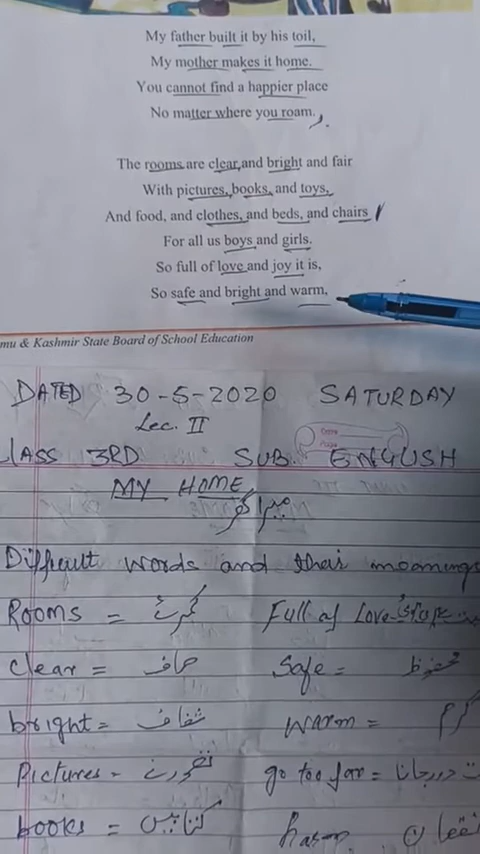 My father built it by his toil,
My mother makes it home.
You cannot find a happier place
No matter where you roam.
The rooms are clear, and bright and fair
With pictures, books, and toys,
And food, and clothes, and beds, and chairs
For all us boys and girls.
So full of love and joy it is,
So safe and bright and warm,
mu & Kashmir State Board of School Education
DATED 30-5-2020 SATURDAY
Lec. II
CLASS 3RD SUB. ENGLISH
MY HOME
میرا گھر
Difficult words and their meanings
Rooms = کمرے Full of Love
Clear = صاف Safe = محفوظ
bright = شفاف Warm = گرم
Pictures = تصویریں go too far = دور جانا
books = کتابیں harm نقصان